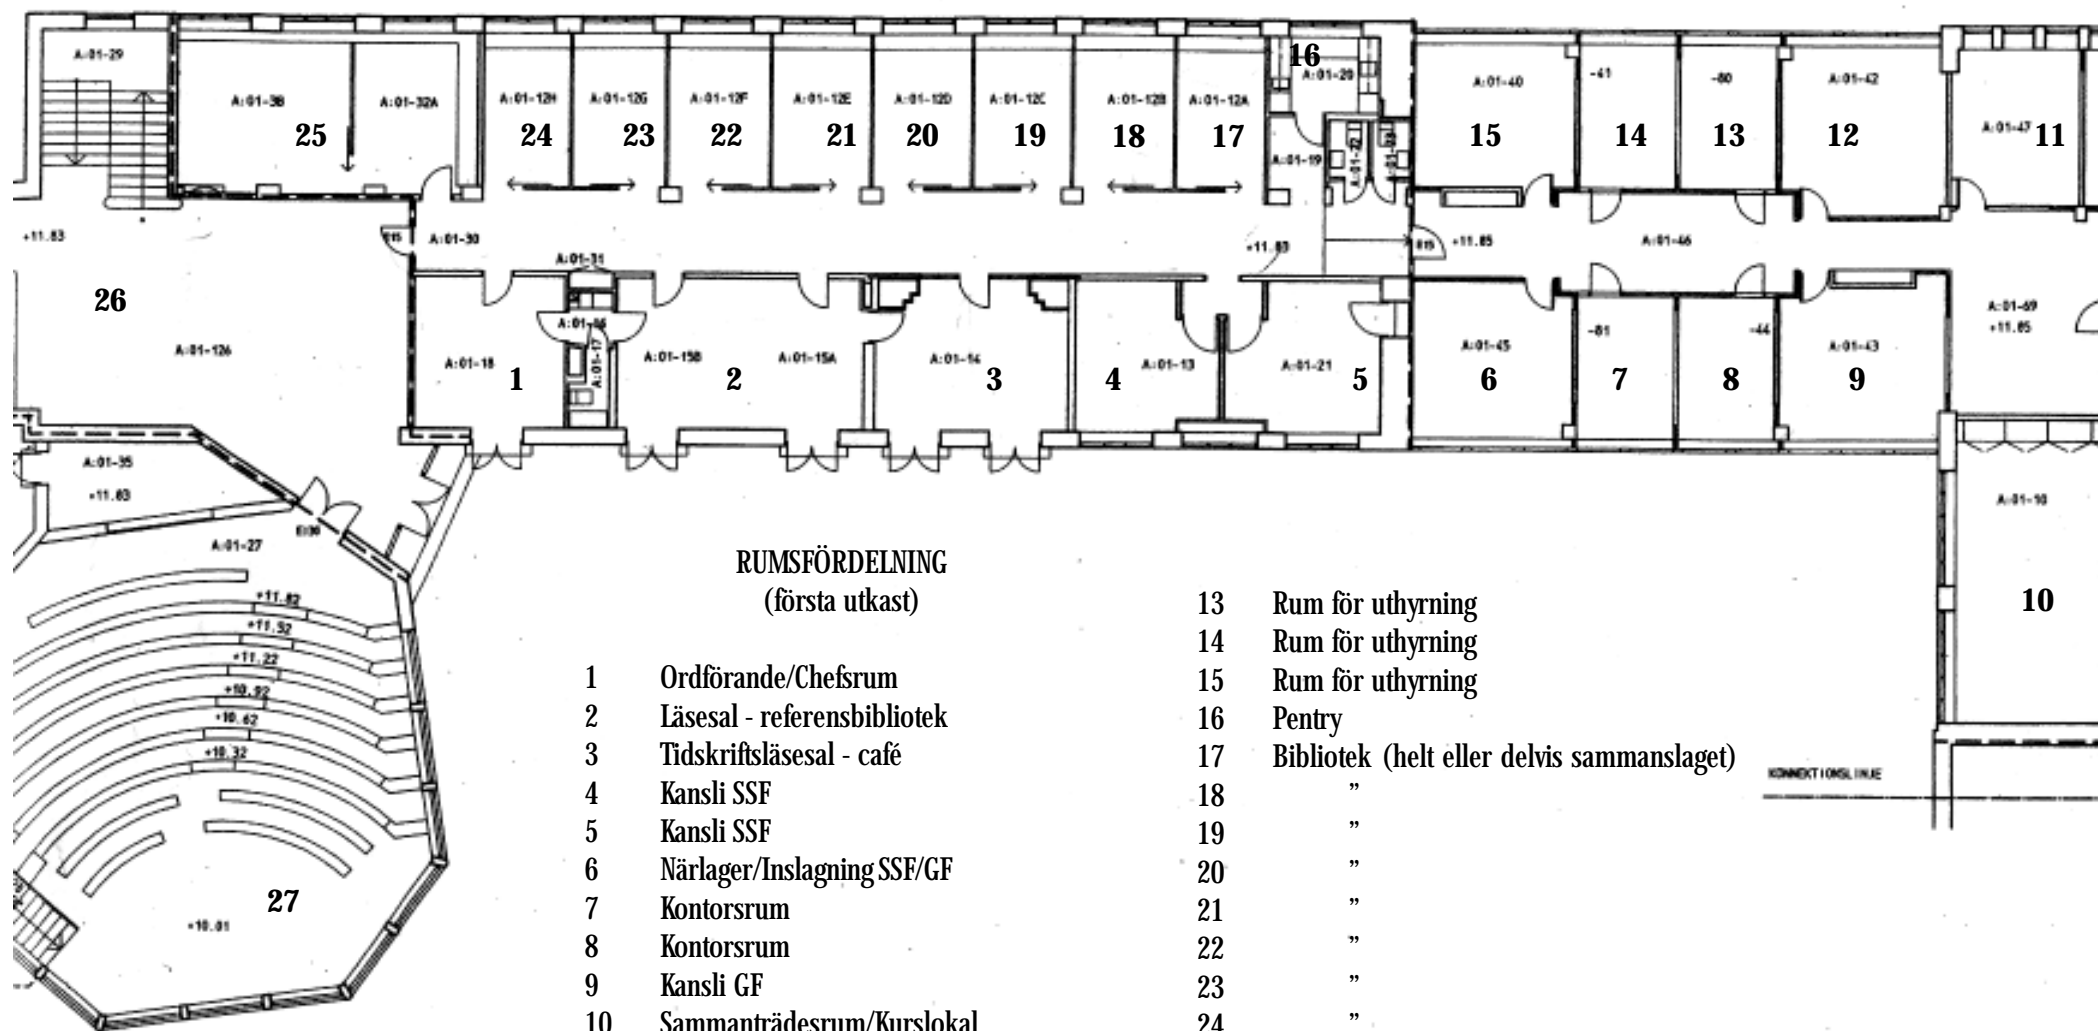 A:01-29
A:01-38
A:01-32A
25
A:01-12H
24
A:01-12G
23
A:01-12F
22
A:01-12E
21
A:01-12D
20
A:01-12C
19
A:01-12B
18
A:01-12A
17
16
A:01-20
A:01-19
A:01-22
A:01-23
A:01-40
15
-41
14
-80
13
A:01-42
12
A:01-47
11
+11.83
A:01-30
A:01-31
+11.83
B15
+11.85
A:01-46
26
A:01-126
A:01-18
1
A:01-16
A:01-17
A:01-15B
2
A:01-15A
A:01-14
3
4
A:01-13
A:01-21
5
A:01-45
6
-81
7
-44
8
A:01-43
9
A:01-69
+11.85
A:01-35
+11.83
EI30
A:01-27
A:01-10
10
+11.82
+11.52
+11.22
+10.92
+10.62
+10.32
27
+10.01
KONNEKTIONSLINJE
RUMSFÖRDELNING
(första utkast)
1 Ordförande/Chefsrum
2 Läsesal - referensbibliotek
3 Tidskriftsläsesal - café
4 Kansli SSF
5 Kansli SSF
6 Närlager/Inslagning SSF/GF
7 Kontorsrum
8 Kontorsrum
9 Kansli GF
10 Sammanträdesrum/Kurslokal
13 Rum för uthyrning
14 Rum för uthyrning
15 Rum för uthyrning
16 Pentry
17 Bibliotek (helt eller delvis sammanslaget)
18 ”
19 ”
20 ”
21 ”
22 ”
23 ”
24 ”